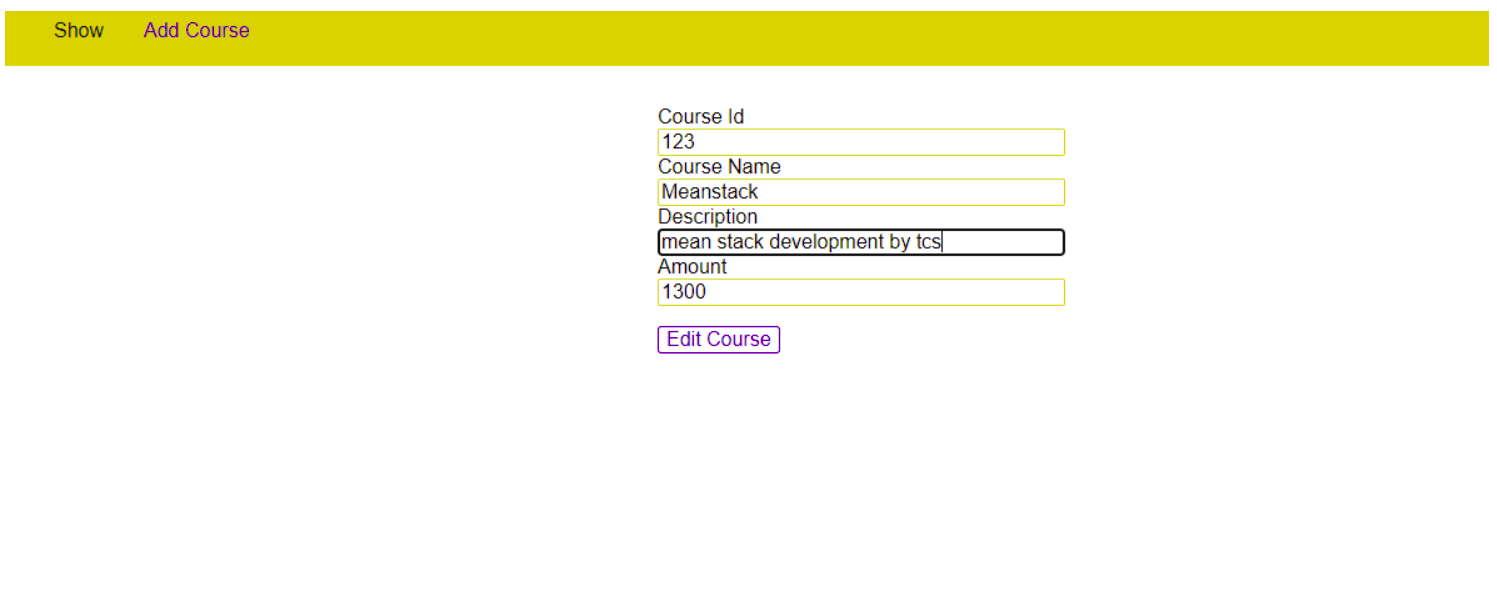 Show Add Course
Course Id
123
Course Name
Meanstack
Description
mean stack development by tcs
Amount
1300
Edit Course